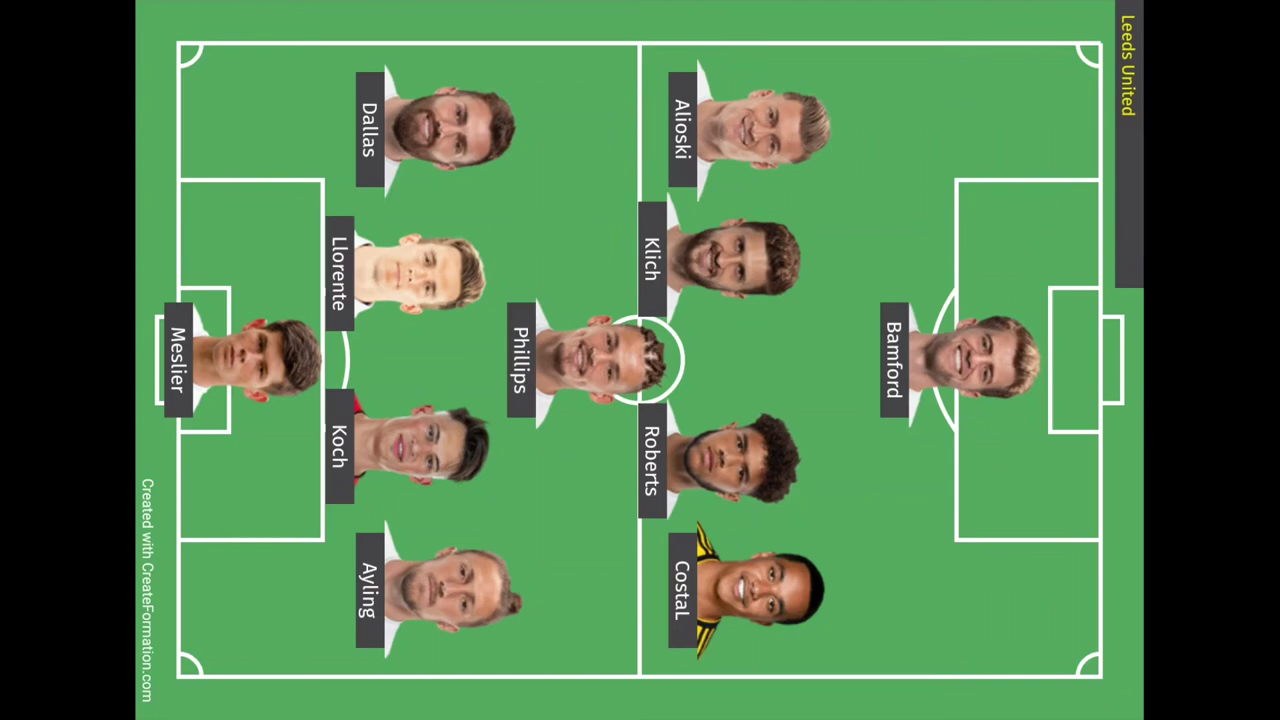 Leeds United
Bamford
Alioski
Klich
Roberts
CostaL
Phillips
Dallas
Llorente
Koch
Ayling
Meslier
Created with CreateFormation.com